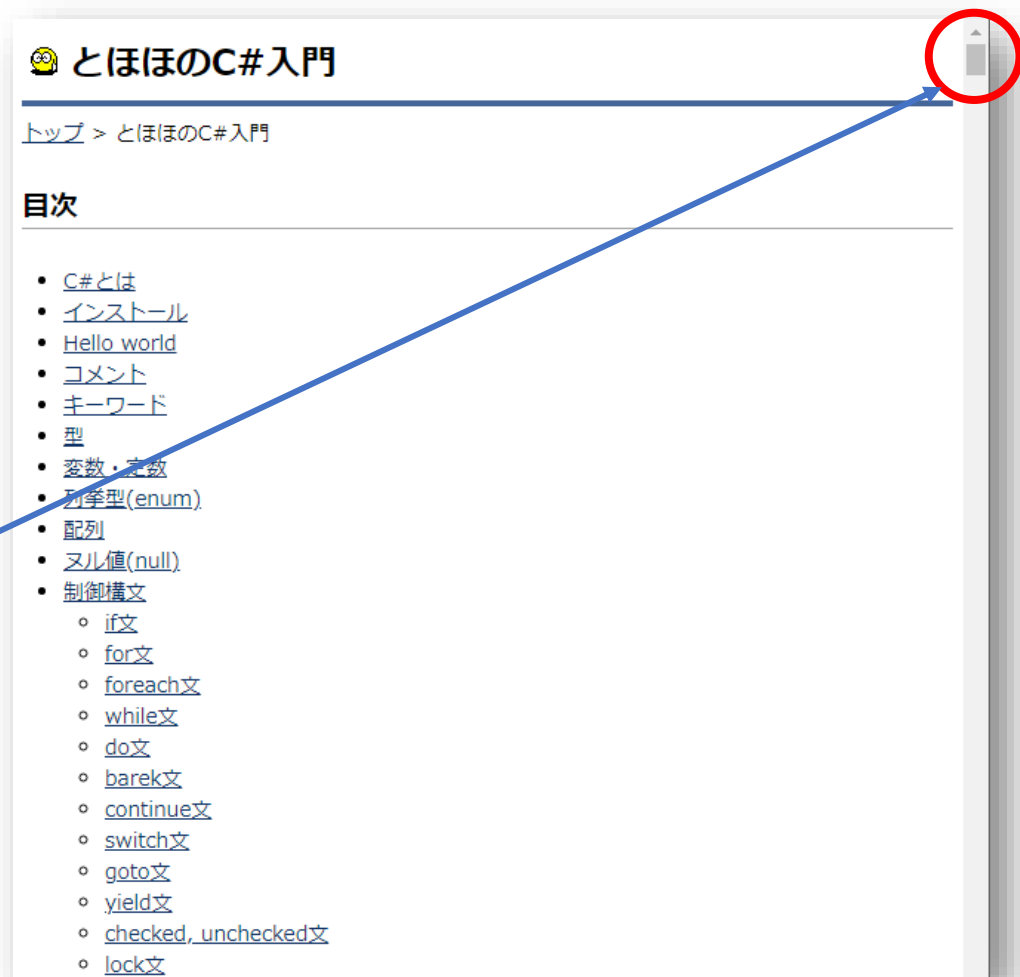 とほほのC#入門
トップ > とほほのC#入門
目次
C#とは
インストール
Hello world
コメント
キーワード
型
変数・定数
列挙型(enum)
配列
ヌル値(null)
制御構文
if文
for文
foreach文
while文
do文
barek文
continue文
switch文
goto文
yield文
checked, unchecked文
lock文